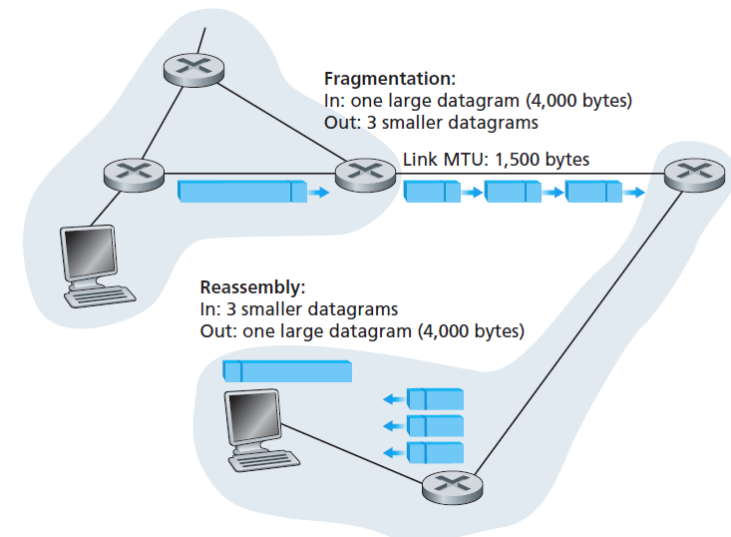 Fragmentation:
In: one large datagram (4,000 bytes)
Out: 3 smaller datagrams
Link MTU: 1,500 bytes
Reassembly:
In: 3 smaller datagrams
Out: one large datagram (4,000 bytes)